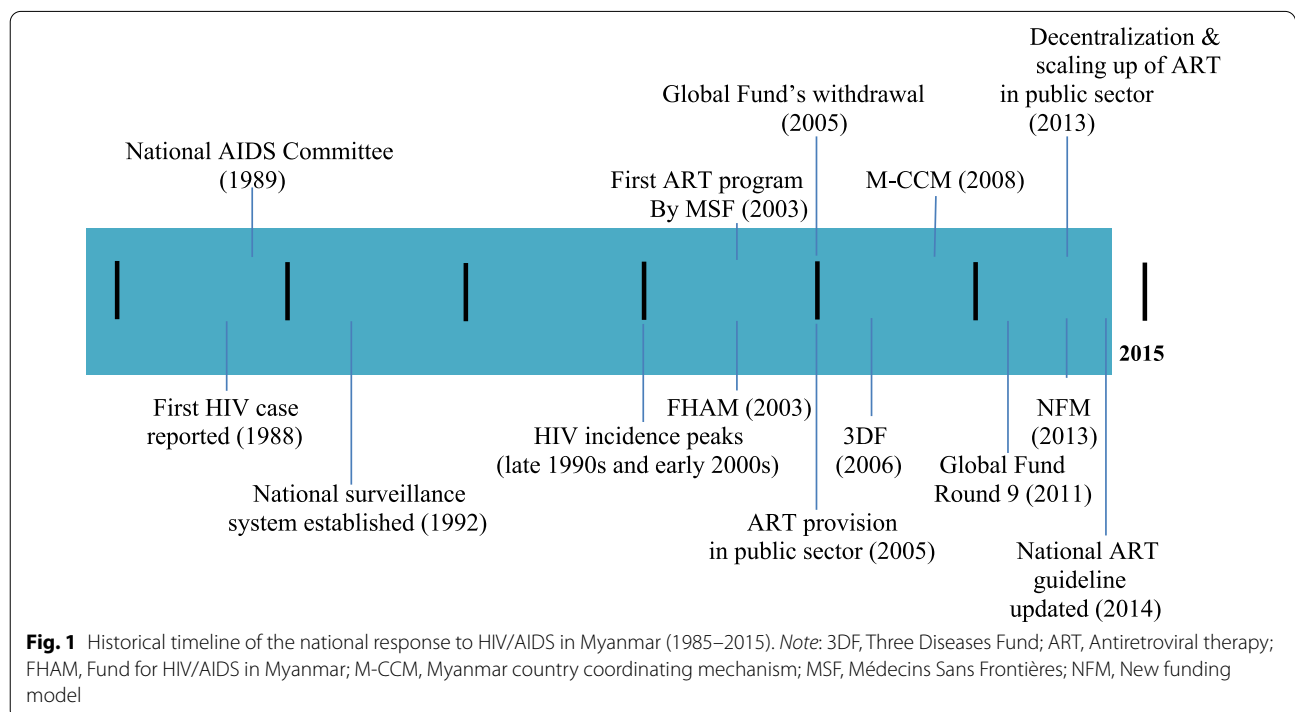 Decentralization &
scaling up of ART
in public sector
(2013)
Global Fund's withdrawal
(2005)
National AIDS Committee
(1989)
First ART program
By MSF (2003)
M-CCM (2008)
2015
First HIV case
reported (1988)
FHAM (2003)
NFM
(2013)
HIV incidence peaks
(late 1990s and early 2000s)
3DF
(2006)
Global Fund
Round 9 (2011)
National surveillance
system established (1992)
ART provision
in public sector (2005)
National ART
guideline
updated (2014)
Fig. 1 Historical timeline of the national response to HIV/AIDS in Myanmar (1985–2015). Note: 3DF, Three Diseases Fund; ART, Antiretroviral therapy;
FHAM, Fund for HIV/AIDS in Myanmar; M-CCM, Myanmar country coordinating mechanism; MSF, Médecins Sans Frontières; NFM, New funding
model